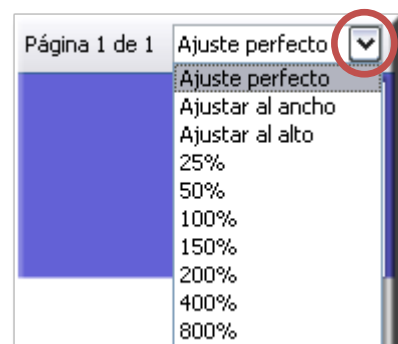 Página 1 de 1 Ajuste perfecto
Ajuste perfecto
Ajustar al ancho
Ajustar al alto
25%
50%
100%
150%
200%
400%
800%